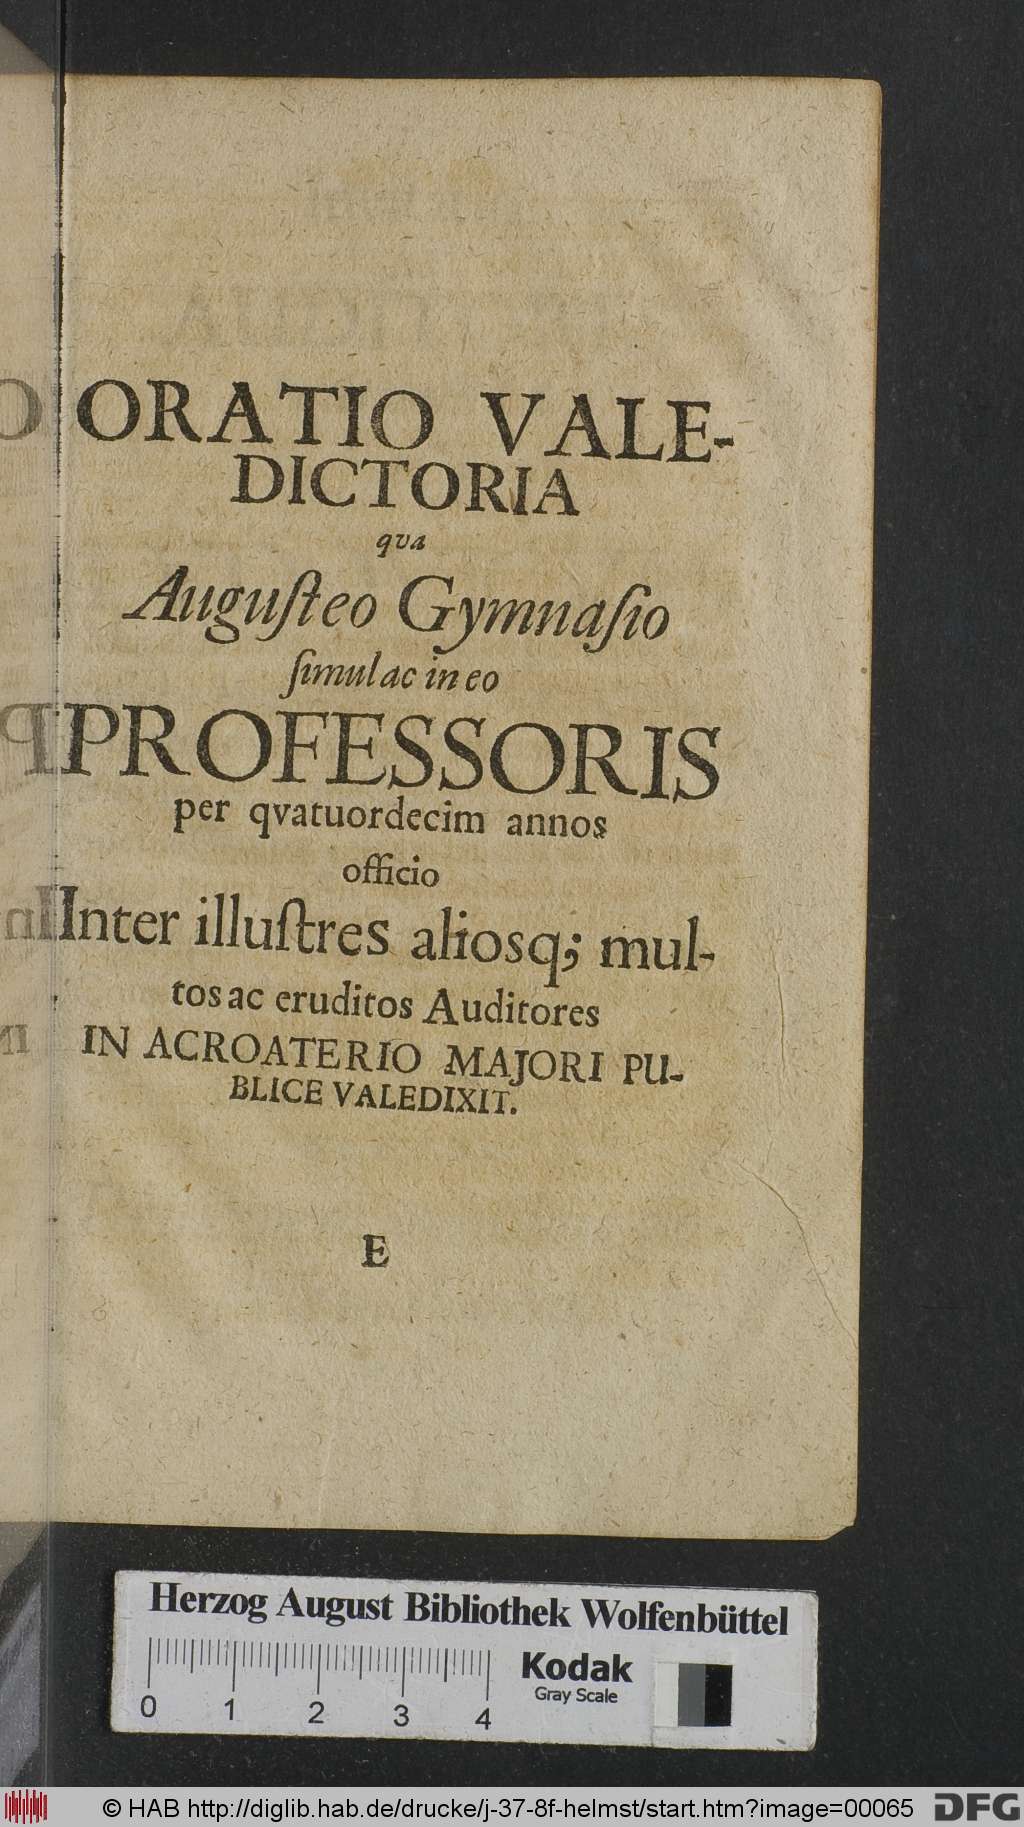 ORATIO VALE-
DICTORIA
qva
Auguſteo Gymnaſio
ſimul ac in eo
PROFESSORIS
per qvatuordecim annos
officio
Inter illuſtres aliosq; mul-
tos ac eruditos Auditores
IN ACROATERIO MAJORI PU-
BLICE VALEDIXIT.
E
Herzog August Bibliothek Wolfenbüttel
Kodak
Gray Scale
0 1 2 3 4
© HAB http://diglib.hab.de/drucke/j-37-8f-helmst/start.htm?image=00065
DFG